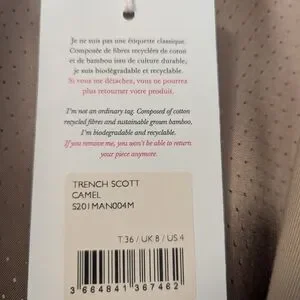 Je ne suis pas une étiquette classique.
Composée de fibres recyclées de coton
et de bambou issu de culture durable,
je suis biodégradable et recyclable.
Si vous me détachez, vous ne pourrez
plus retourner votre produit.
I'm not an ordinary tag. Composed of cotton
recycled fibres and sustainable grown bamboo,
I'm biodegradable and recyclable.
If you remove me, you won't be able to return
your piece anymore.
TRENCH SCOTT
CAMEL
S201MAN004M
T.36 / UK 8 / US 4
3 664841 367462